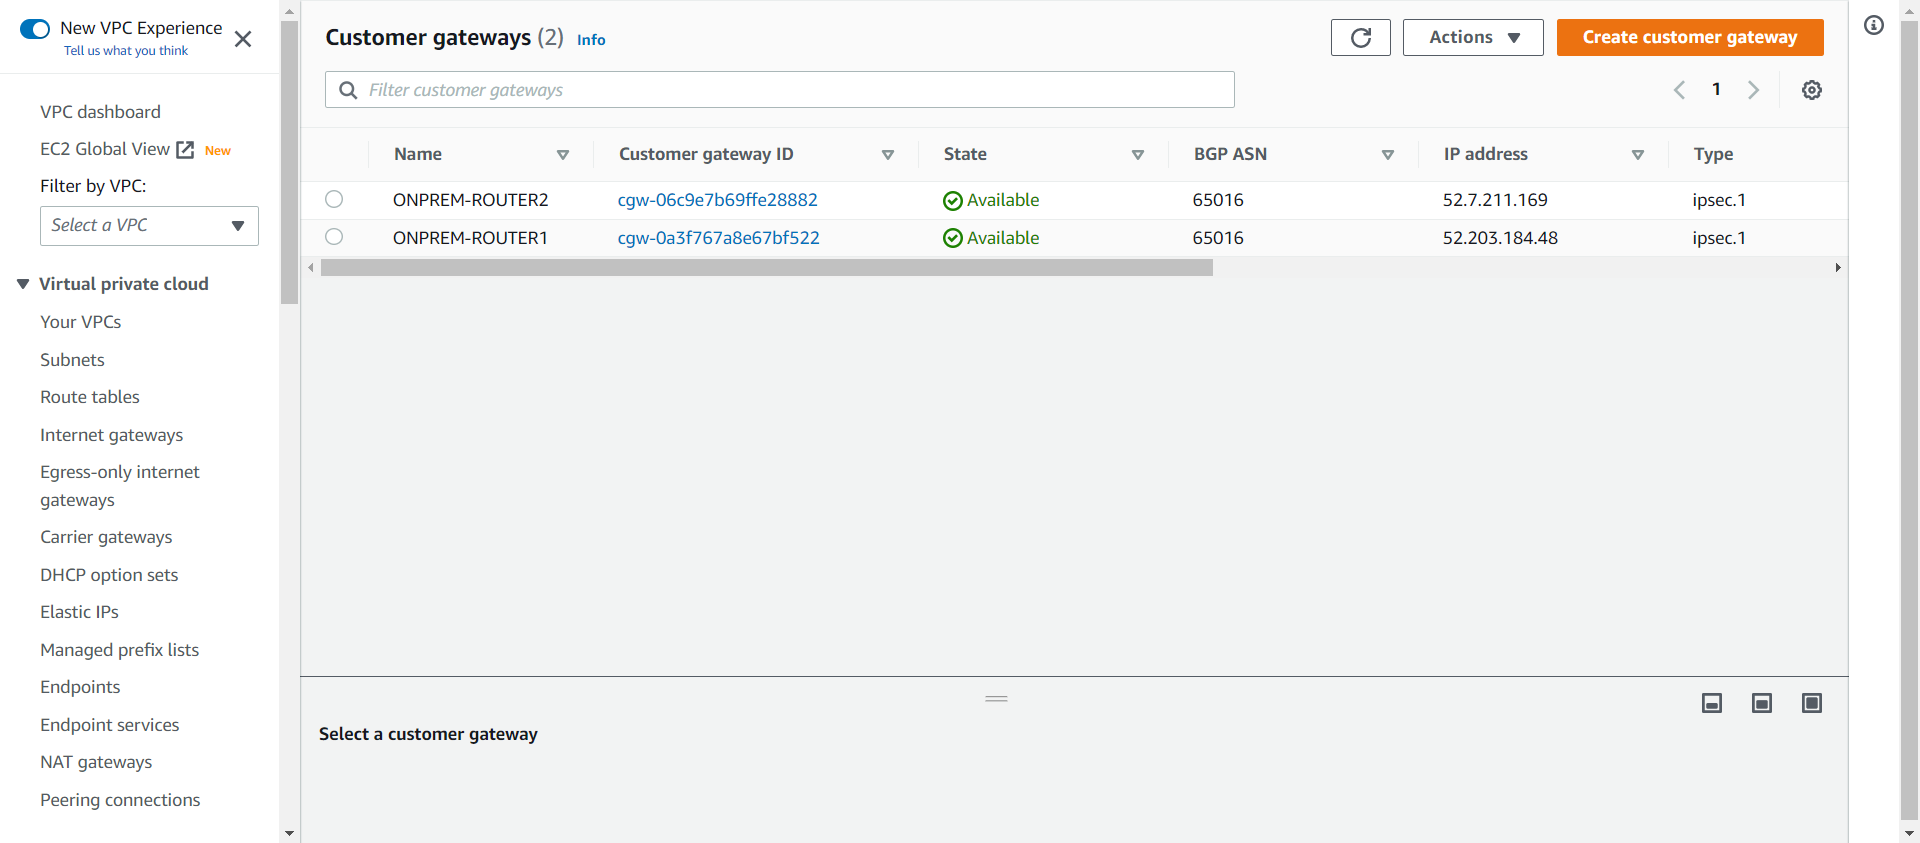 New VPC Experience
Tell us what you think
VPC dashboard
EC2 Global View New
Filter by VPC:
Select a VPC
Virtual private cloud
Your VPCs
Subnets
Route tables
Internet gateways
Egress-only internet
gateways
Carrier gateways
DHCP option sets
Elastic IPs
Managed prefix lists
Endpoints
Endpoint services
NAT gateways
Peering connections
Customer gateways (2) Info
Actions
Create customer gateway
Filter customer gateways
1
Name Customer gateway ID State BGP ASN IP address Type
ONPREM-ROUTER2 cgw-06c9e7b69ffe28882 Available 65016 52.7.211.169 ipsec.1
ONPREM-ROUTER1 cgw-0a3f767a8e67bf522 Available 65016 52.203.184.48 ipsec.1
Select a customer gateway